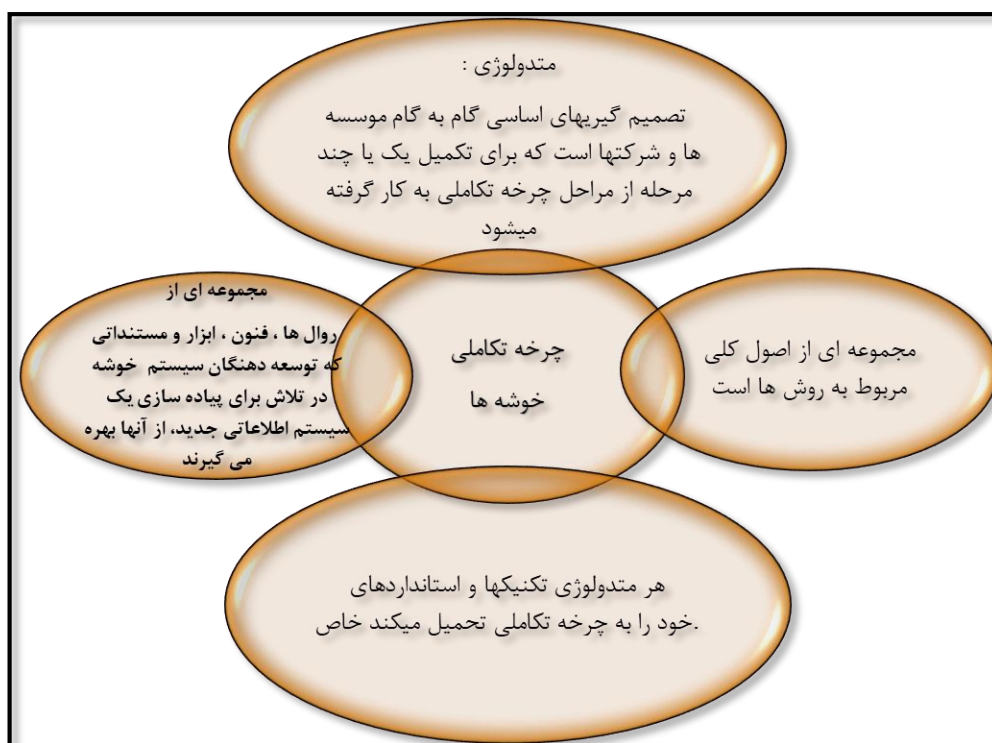 متدولوژی :
تصمیم گیریهای اساسی گام به گام موسسه
ها و شرکتها است که برای تکمیل یک یا چند
مرحله از مراحل چرخه تکاملی به کار گرفته
میشود
مجموعه ای از اصول کلی
مربوط به روش ها است
چرخه تکاملی
خوشه ها
مجموعه ای از
روال ها ، فنون ، ابزار و مستنداتی
که توسعه دهنگان سیستم خوشه
در تلاش برای پیاده سازی یک
سیستم اطلاعاتی جدید، از آنها بهره
می گیرند
هر متدولوژی تکنیکها و استانداردهای
.خود را به چرخه تکاملی تحمیل میکند خاص